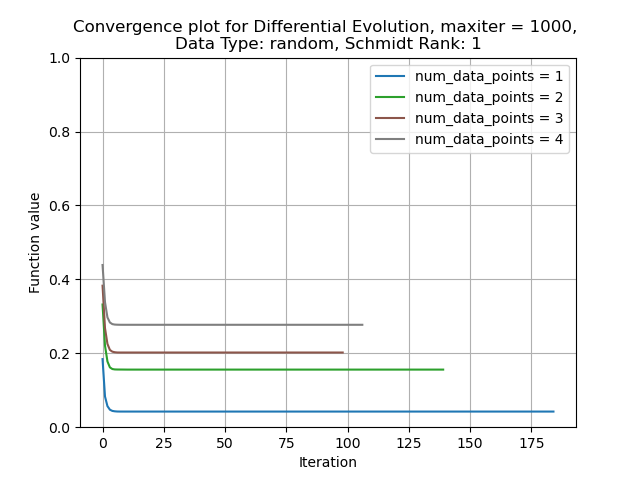 Convergence plot for Differential Evolution, maxiter = 1000,
Data Type: random, Schmidt Rank: 1
1.0
0.8
0.6
0.4
0.2
0.0
Function value
num_data_points = 1
num_data_points = 2
num_data_points = 3
num_data_points = 4
0 25 50 75 100 125 150 175
Iteration